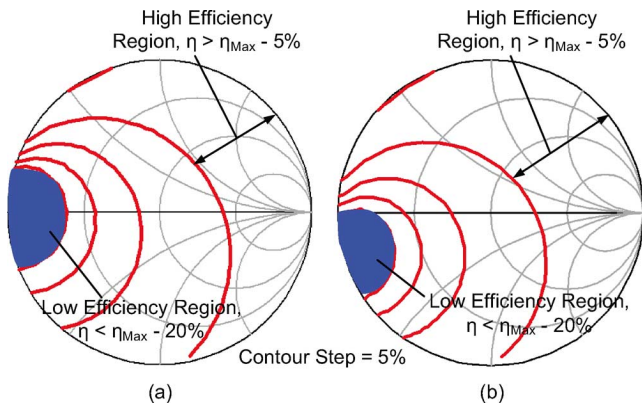 High Efficiency
Region, η > ηMax - 5%
High Efficiency
Region, η > ηMax - 5%
Low Efficiency Region,
η < ηMax - 20%
Low Efficiency Region,
η < ηMax - 20%
Contour Step = 5%
(a)
(b)